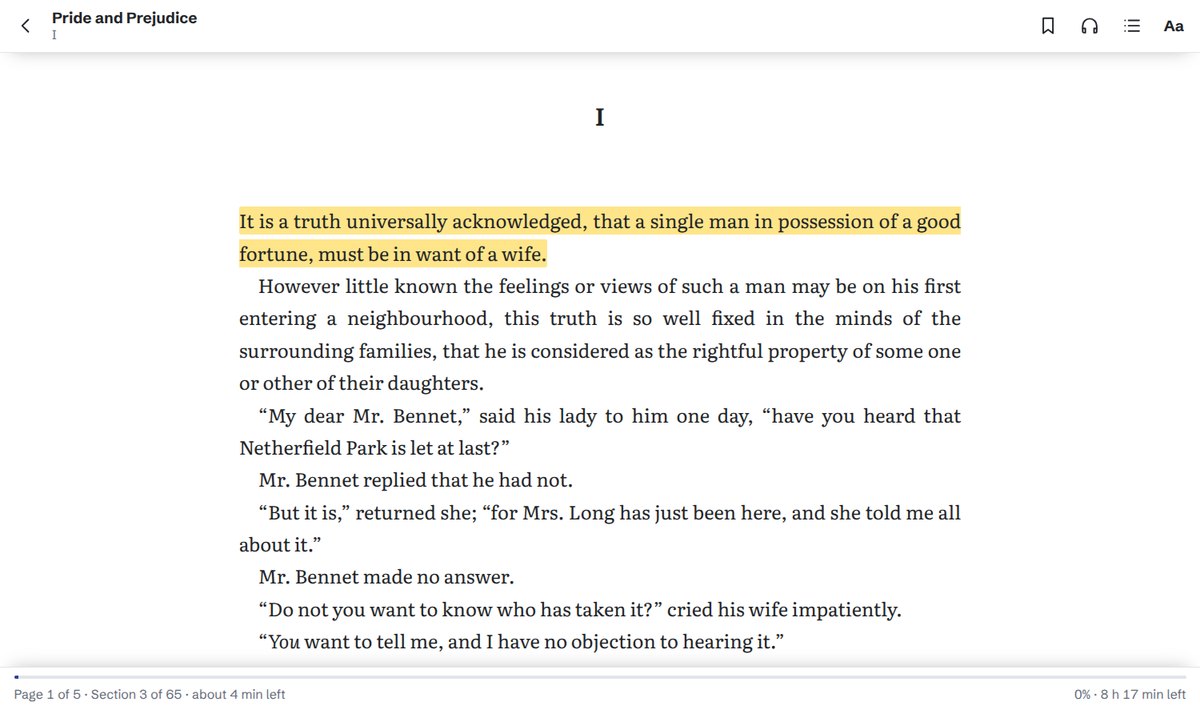 Pride and Prejudice
I
Aa
I
It is a truth universally acknowledged, that a single man in possession of a good
fortune, must be in want of a wife.
However little known the feelings or views of such a man may be on his first
entering a neighbourhood, this truth is so well fixed in the minds of the
surrounding families, that he is considered as the rightful property of some one
or other of their daughters.
“My dear Mr. Bennet,” said his lady to him one day, “have you heard that
Netherfield Park is let at last?”
Mr. Bennet replied that he had not.
“But it is,” returned she; “for Mrs. Long has just been here, and she told me all
about it.”
Mr. Bennet made no answer.
“Do not you want to know who has taken it?” cried his wife impatiently.
“You want to tell me, and I have no objection to hearing it.”
Page 1 of 5 · Section 3 of 65 · about 4 min left
0% · 8 h 17 min left